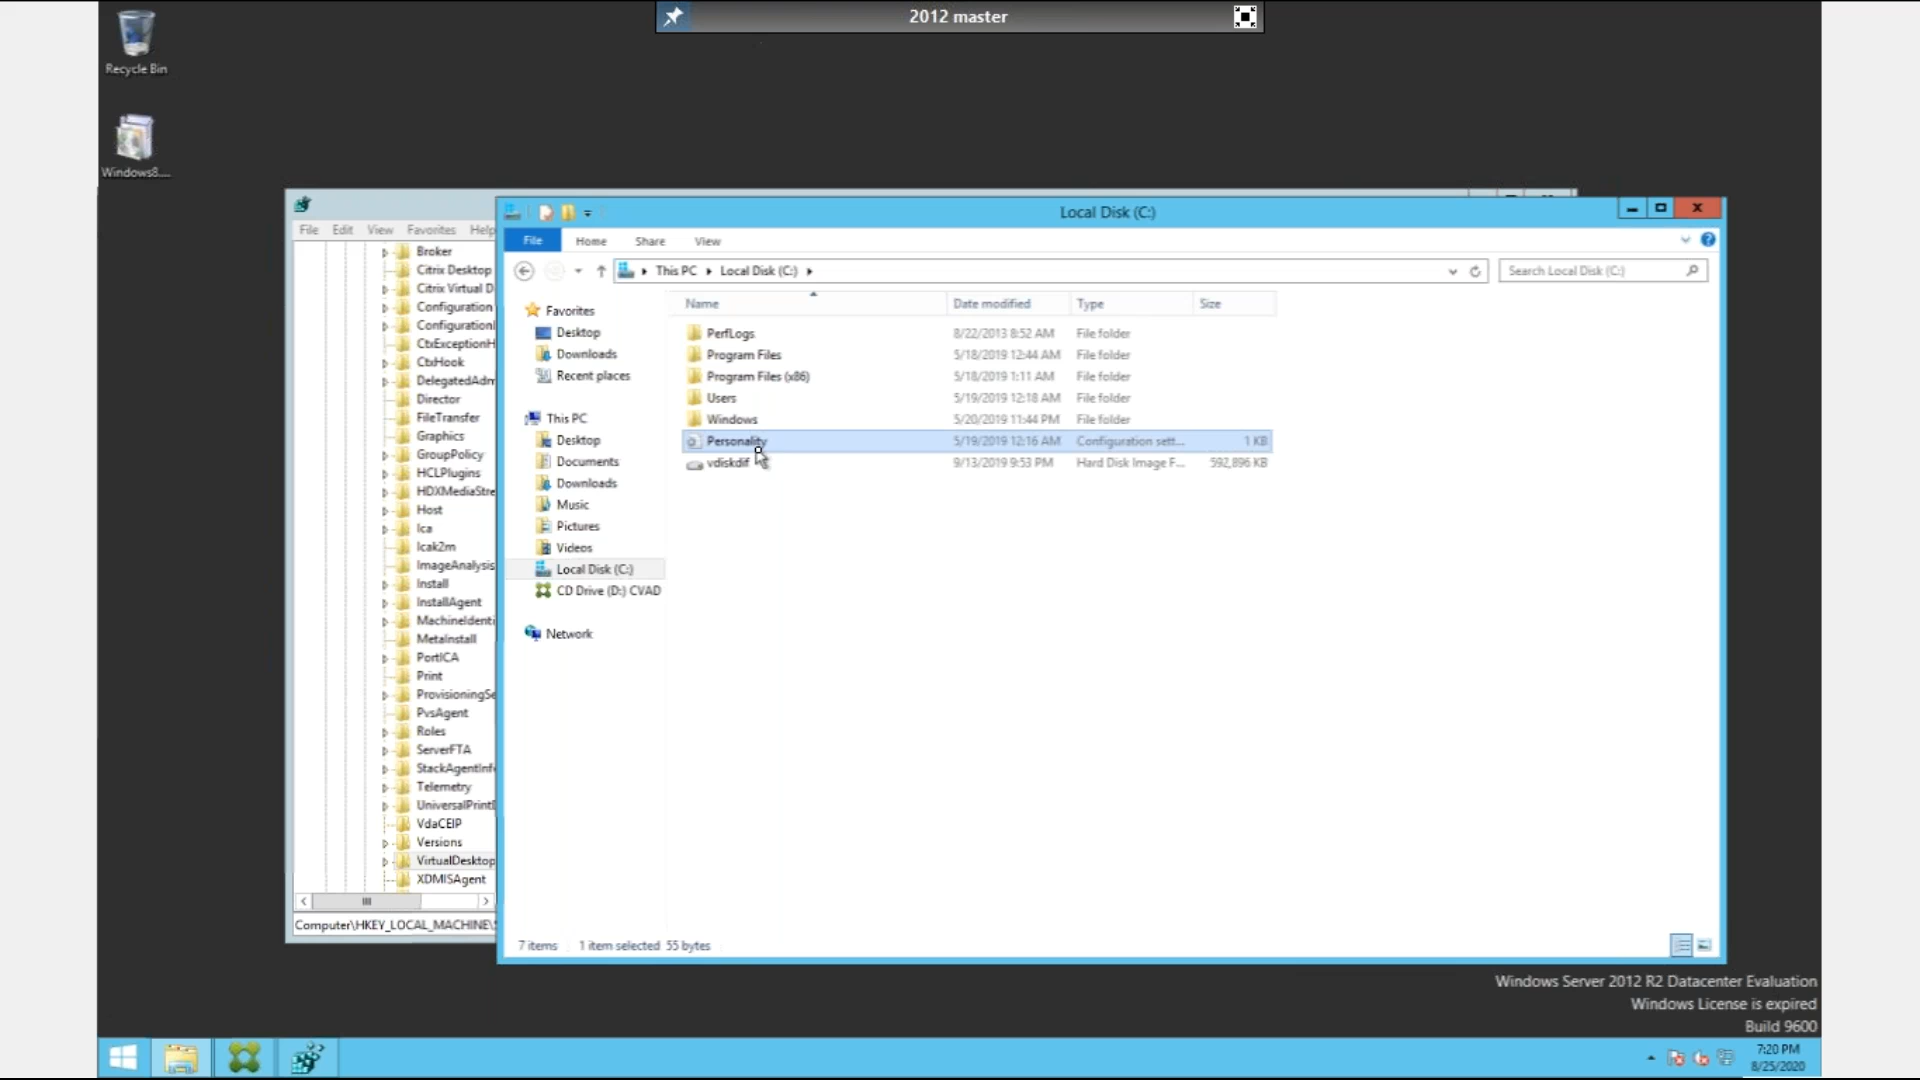 2012 master
Recycle Bin
Windows8....
File Edit View Favorites Help
Broker
Citrix Desktop
Citrix Virtual D
Configuration
ConfigurationI
CtxExceptionH
CtxHook
DelegatedAdm
Director
FileTransfer
Graphics
GroupPolicy
HCLPlugins
HDXMediaStre
Host
Ica
Icak2m
ImageAnalysis
Install
InstallAgent
MachineIdenti
MetaInstall
PortICA
Print
ProvisioningSe
PvsAgent
Roles
ServerFTA
StackAgentInf
Telemetry
UniversalPrint
VdaCEIP
Versions
VirtualDesktop
XDMISAgent
Computer\HKEY_LOCAL_MACHINE\
Local Disk (C:)
File Home Share View
This PC Local Disk (C:)
Search Local Disk (C:)
Favorites
Desktop
Downloads
Recent places
This PC
Desktop
Documents
Downloads
Music
Pictures
Videos
Local Disk (C:)
CD Drive (D:) CVAD
Network
Name Date modified Type Size
PerfLogs 8/22/2013 8:52 AM File folder
Program Files 5/18/2019 12:44 AM File folder
Program Files (x86) 5/18/2019 1:11 AM File folder
Users 5/19/2019 12:18 AM File folder
Windows 5/20/2019 11:44 PM File folder
Personality 5/19/2019 12:16 AM Configuration sett... 1 KB
vdiskdif 9/13/2019 9:53 PM Hard Disk Image F... 592,896 KB
7 items 1 item selected 55 bytes
Windows Server 2012 R2 Datacenter Evaluation
Windows License is expired
Build 9600
7:20 PM
8/25/2020